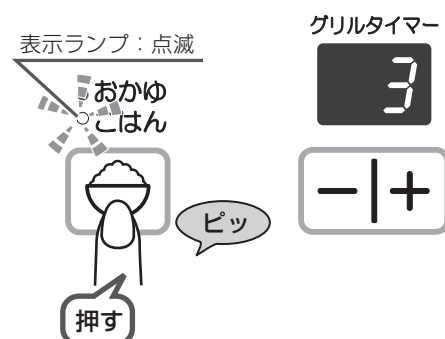 表示ランプ：点滅
おかゆ
ごはん
グリルタイマー
3
－ ＋
ピッ
押す